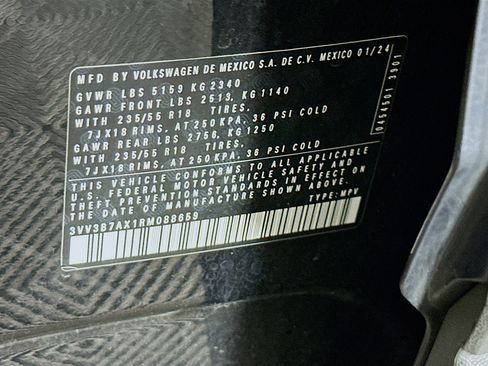 MFD BY VOLKSWAGEN DE MEXICO S.A. DE C.V. MEXICO 01/24
GVWR LBS 5159 KG 2340
GAWR FRONT LBS 2513, KG 1140
WITH 235/55 R18 TIRES,
7JX18 RIMS, AT 250 KPA, 36 PSI COLD
GAWR REAR LBS 2756, KG 1250
WITH 235/55 R18 TIRES,
7JX18 RIMS, AT 250 KPA, 36 PSI COLD
THIS VEHICLE CONFORMS TO ALL APPLICABLE
U.S. FEDERAL MOTOR VEHICLE SAFETY AND
THEFT PREVENTION STANDARDS IN EFFECT ON
THE DATE OF MANUFACTURE SHOWN ABOVE.
3VV3B7AX1RM088659
TYPE: MPV
3901